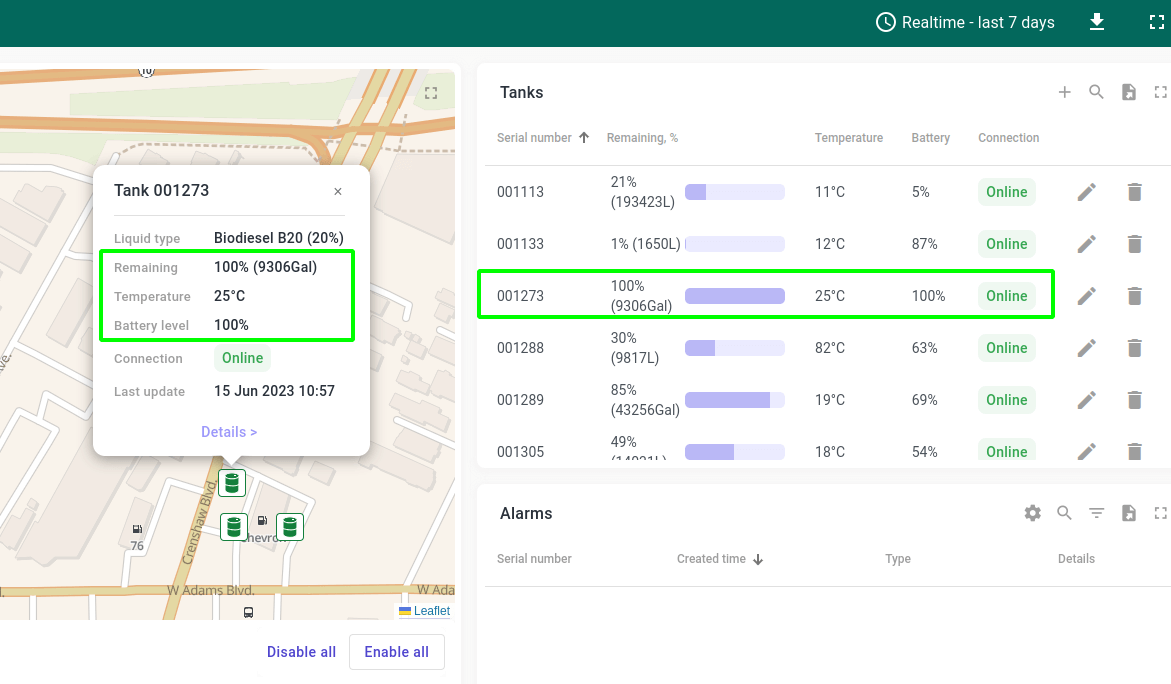 Realtime - last 7 days
10
Tank 001273
×
Liquid type Biodiesel B20 (20%)
Remaining 100% (9306Gal)
Temperature 25°C
Battery level 100%
Connection Online
Last update 15 Jun 2023 10:57
Details >
Crenshaw Blvd.
76
Chevron
W Adams Blvd.
W Ada
Leaflet
Disable all Enable all
Tanks
Serial number Remaining, % Temperature Battery Connection
001113 21% (193423L) 11°C 5% Online
001133 1% (1650L) 12°C 87% Online
001273 100% (9306Gal) 25°C 100% Online
001288 30% (9817L) 82°C 63% Online
001289 85% (43256Gal) 19°C 69% Online
001305 49% 18°C 54% Online
Alarms
Serial number Created time Type Details